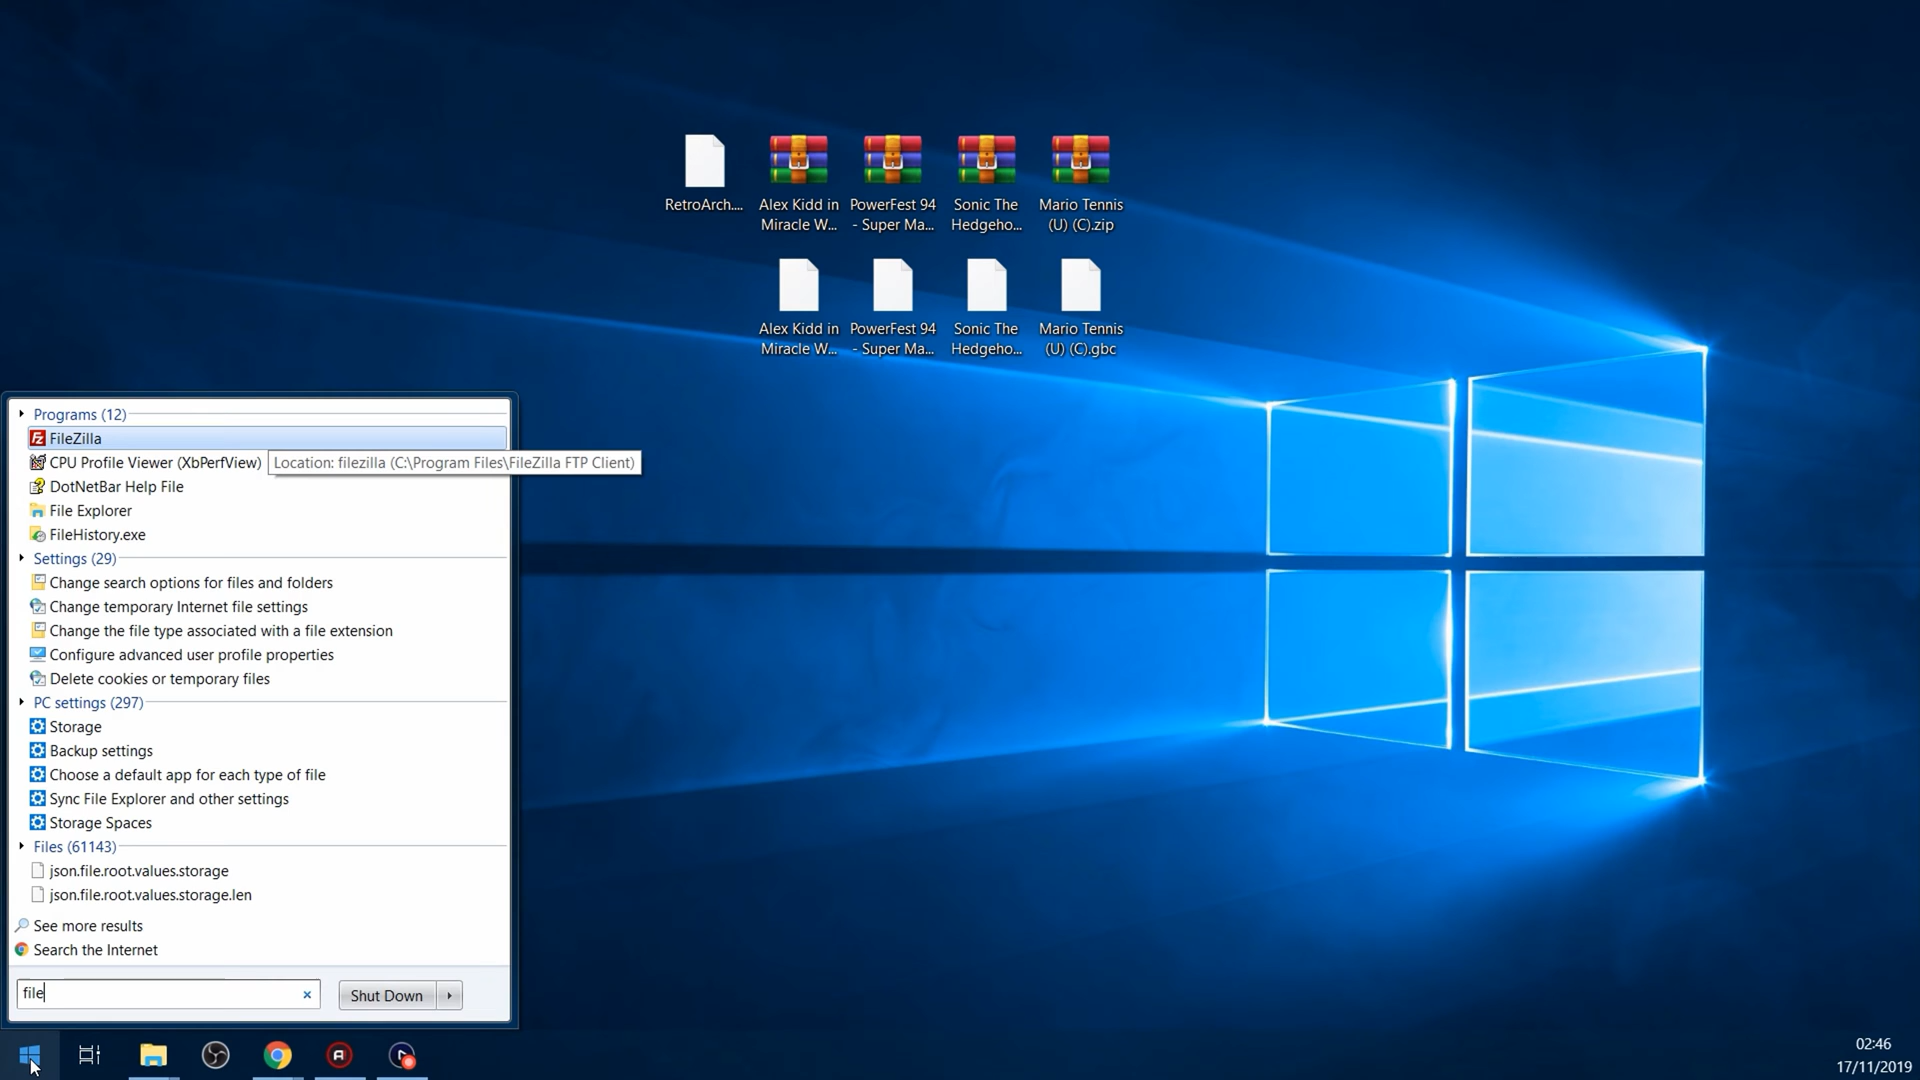 RetroArch....
Alex Kidd in
Miracle W...
PowerFest 94
- Super Ma...
Sonic The
Hedgeho...
Mario Tennis
(U) (C).zip
Alex Kidd in
Miracle W...
PowerFest 94
- Super Ma...
Sonic The
Hedgeho...
Mario Tennis
(U) (C).gbc
Programs (12)
FileZilla
CPU Profile Viewer (XbPerfView)
Location: filezilla (C:\Program Files\FileZilla FTP Client)
DotNetBar Help File
File Explorer
FileHistory.exe
Settings (29)
Change search options for files and folders
Change temporary Internet file settings
Change the file type associated with a file extension
Configure advanced user profile properties
Delete cookies or temporary files
PC settings (297)
Storage
Backup settings
Choose a default app for each type of file
Sync File Explorer and other settings
Storage Spaces
Files (61143)
json.file.root.values.storage
json.file.root.values.storage.len
See more results
Search the Internet
file
Shut Down
02:46
17/11/2019